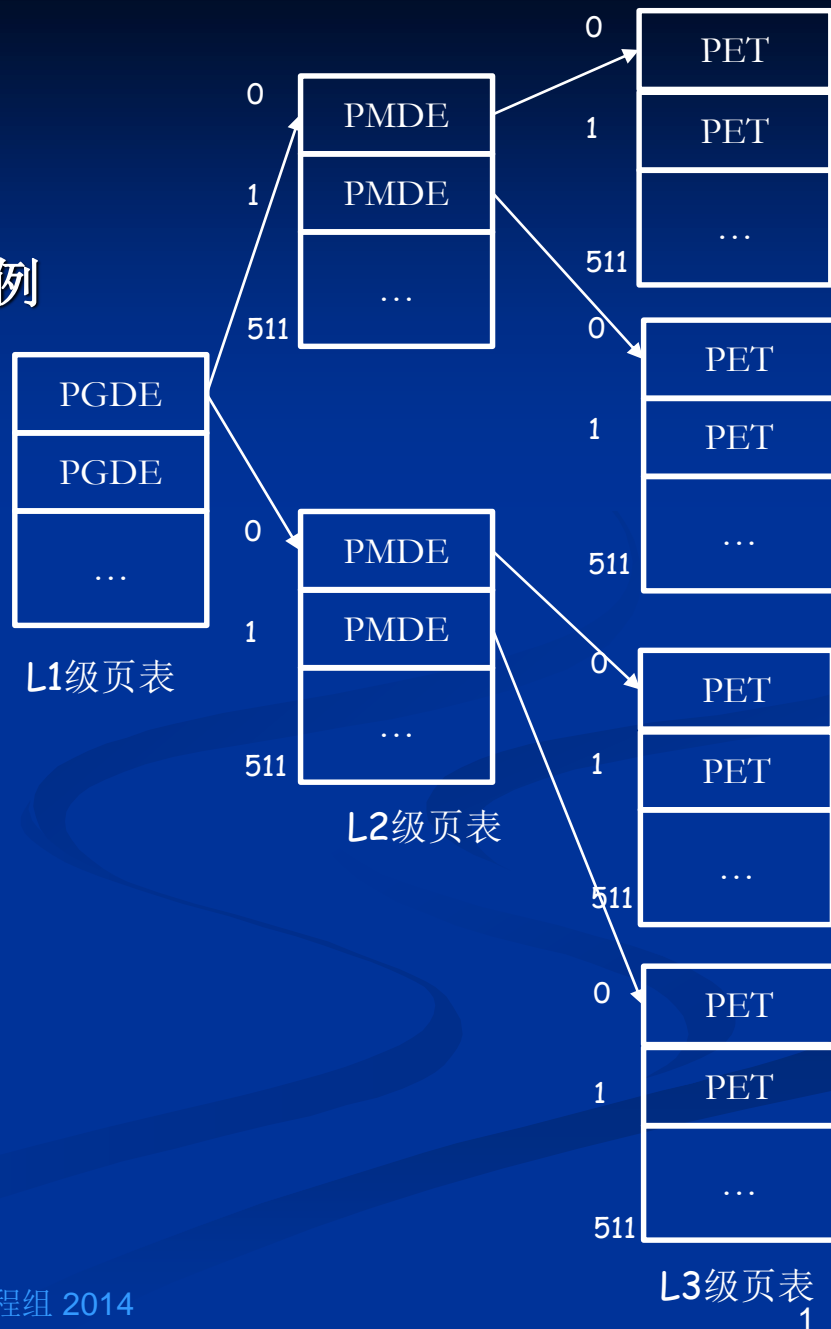 例
PGDE
PGDE
…
L1级页表
0
PMDE
1
PMDE
…
511
0
PMDE
1
PMDE
…
511
L2级页表
0
PET
1
PET
…
511
0
PET
1
PET
…
511
0
PET
1
PET
…
511
0
PET
1
PET
…
511
L3级页表
程组 2014
1